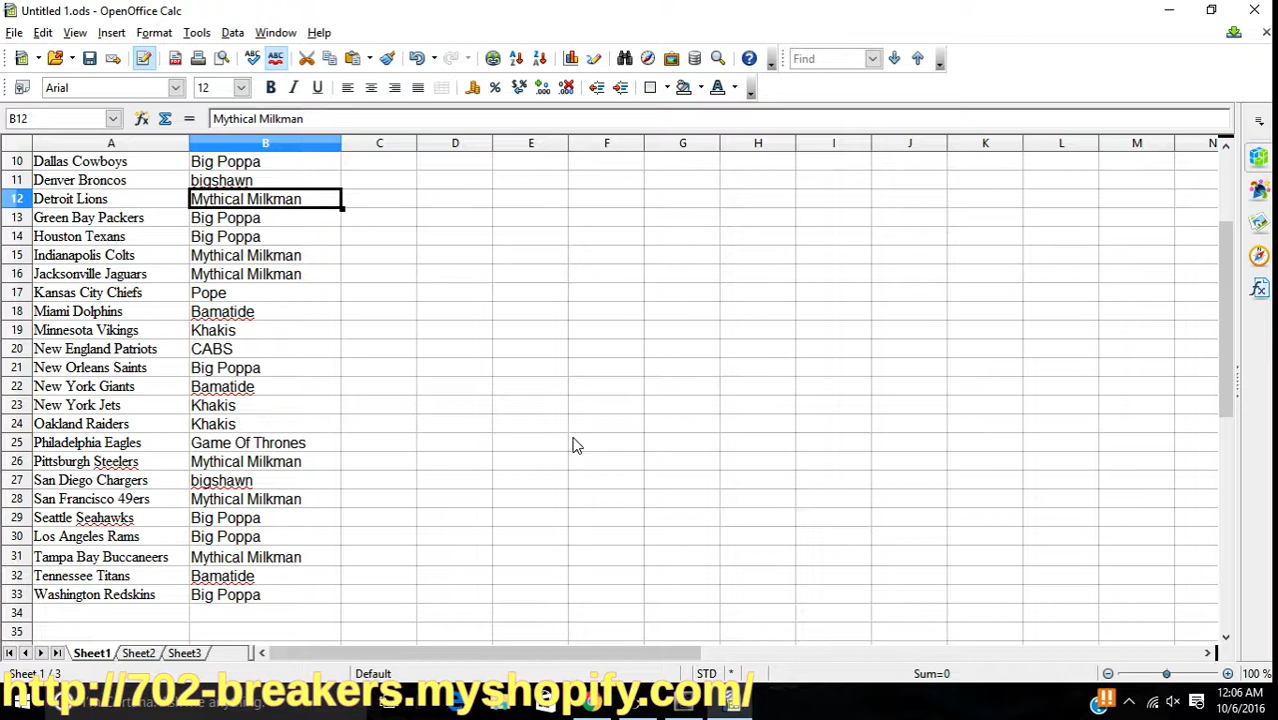 Untitled 1.ods - OpenOffice Calc
File Edit View Insert Format Tools Data Window Help
Find
Arial 12
B12 Mythical Milkman
A B C D E F G H I J K L M N
10 Dallas Cowboys Big Poppa
11 Denver Broncos bigshawn
12 Detroit Lions Mythical Milkman
13 Green Bay Packers Big Poppa
14 Houston Texans Big Poppa
15 Indianapolis Colts Mythical Milkman
16 Jacksonville Jaguars Mythical Milkman
17 Kansas City Chiefs Pope
18 Miami Dolphins Bamatide
19 Minnesota Vikings Khakis
20 New England Patriots CABS
21 New Orleans Saints Big Poppa
22 New York Giants Bamatide
23 New York Jets Khakis
24 Oakland Raiders Khakis
25 Philadelphia Eagles Game Of Thrones
26 Pittsburgh Steelers Mythical Milkman
27 San Diego Chargers bigshawn
28 San Francisco 49ers Mythical Milkman
29 Seattle Seahawks Big Poppa
30 Los Angeles Rams Big Poppa
31 Tampa Bay Buccaneers Mythical Milkman
32 Tennessee Titans Bamatide
33 Washington Redskins Big Poppa
34
35
Sheet1 Sheet2 Sheet3
Sheet 1 / 3 Default STD * Sum=0 100 %
http://702-breakers.myshopify.com/
12:06 AM
10/6/2016